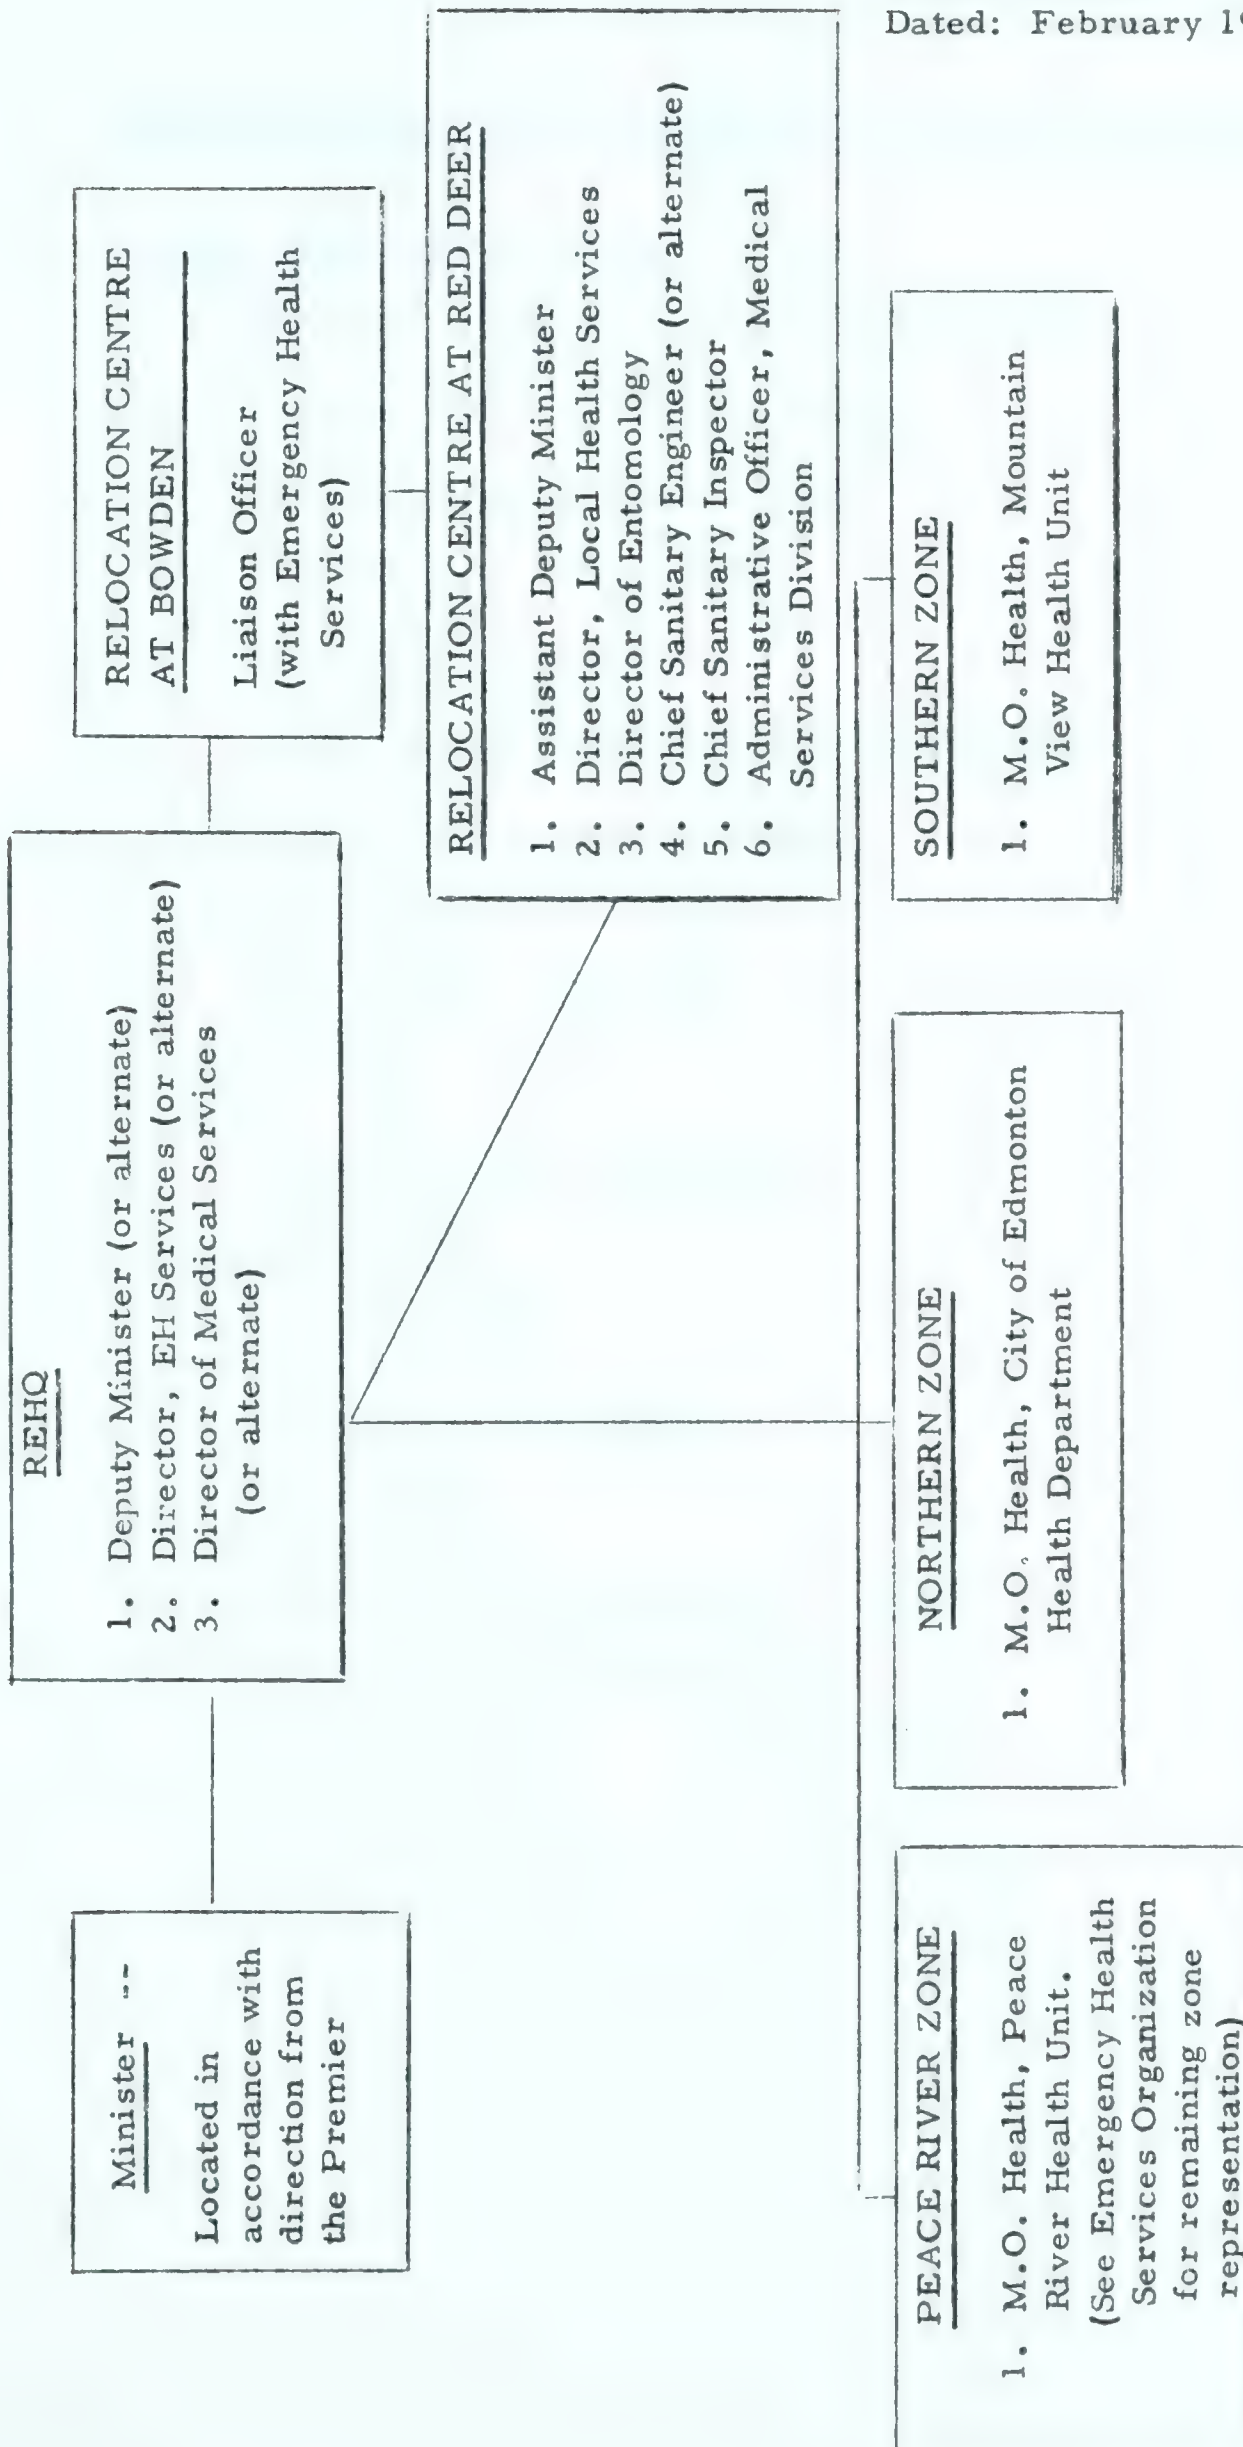 Dated: February 1
REHQ
1. Deputy Minister (or alternate)
2. Director, EH Services (or alternate)
3. Director of Medical Services
(or alternate)
Minister --
Located in
accordance with
direction from
the Premier
RELOCATION CENTRE
AT BOWDEN
Liaison Officer
(with Emergency Health
Services)
RELOCATION CENTRE AT RED DEER
1. Assistant Deputy Minister
2. Director, Local Health Services
3. Director of Entomology
4. Chief Sanitary Engineer (or alternate)
5. Chief Sanitary Inspector
6. Administrative Officer, Medical
Services Division
PEACE RIVER ZONE
1. M.O. Health, Peace
River Health Unit.
(See Emergency Health
Services Organization
for remaining zone
representation)
NORTHERN ZONE
1. M.O. Health, City of Edmonton
Health Department
SOUTHERN ZONE
1. M.O. Health, Mountain
View Health Unit